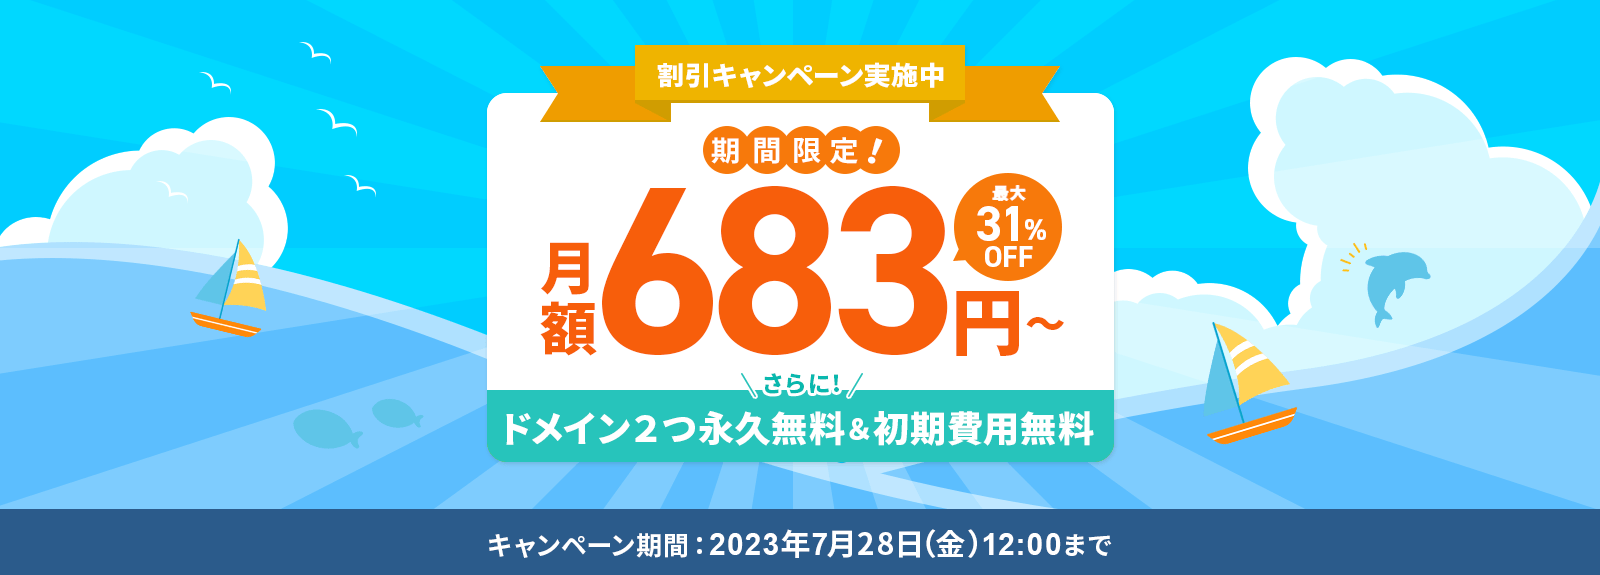 割引キャンペーン実施中
期間限定!
月額683円〜
最大
31%
OFF
さらに!
ドメイン2つ永久無料&初期費用無料
キャンペーン期間:2023年7月28日(金)12:00まで